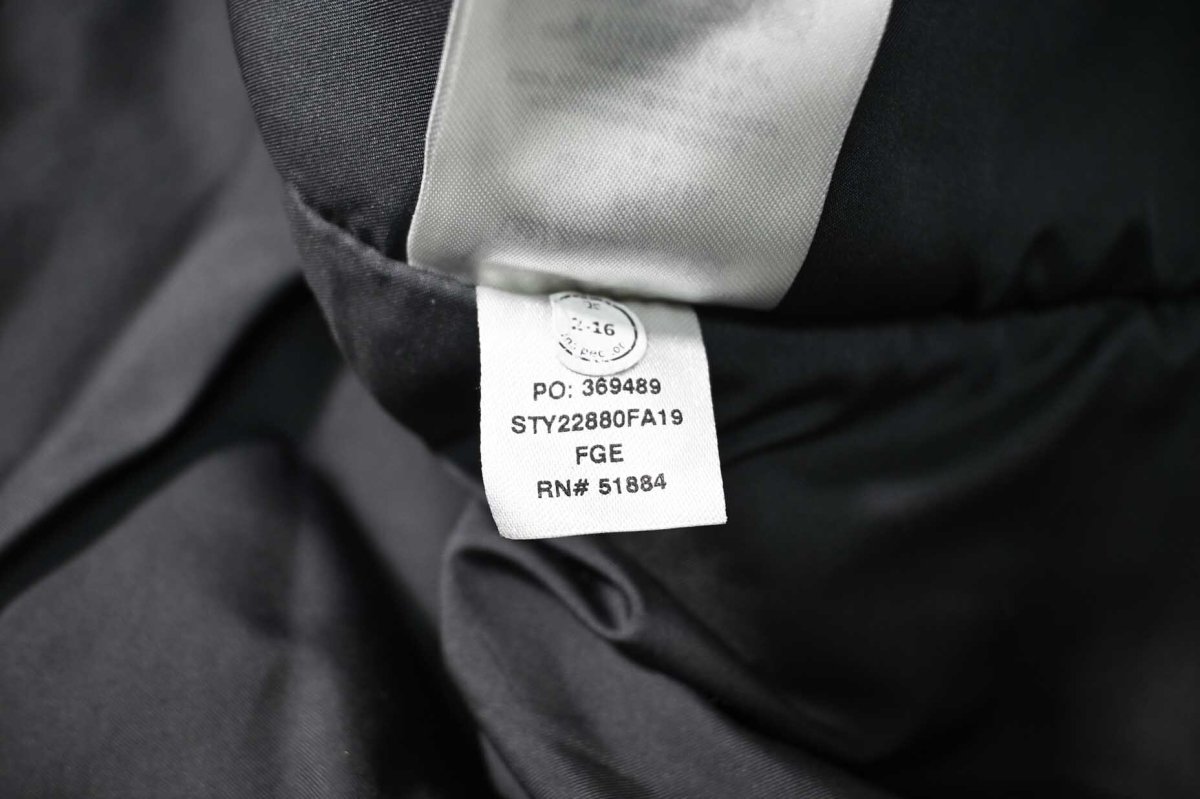 2-16
PO: 369489
STY22880FA19
FGE
RN# 51884